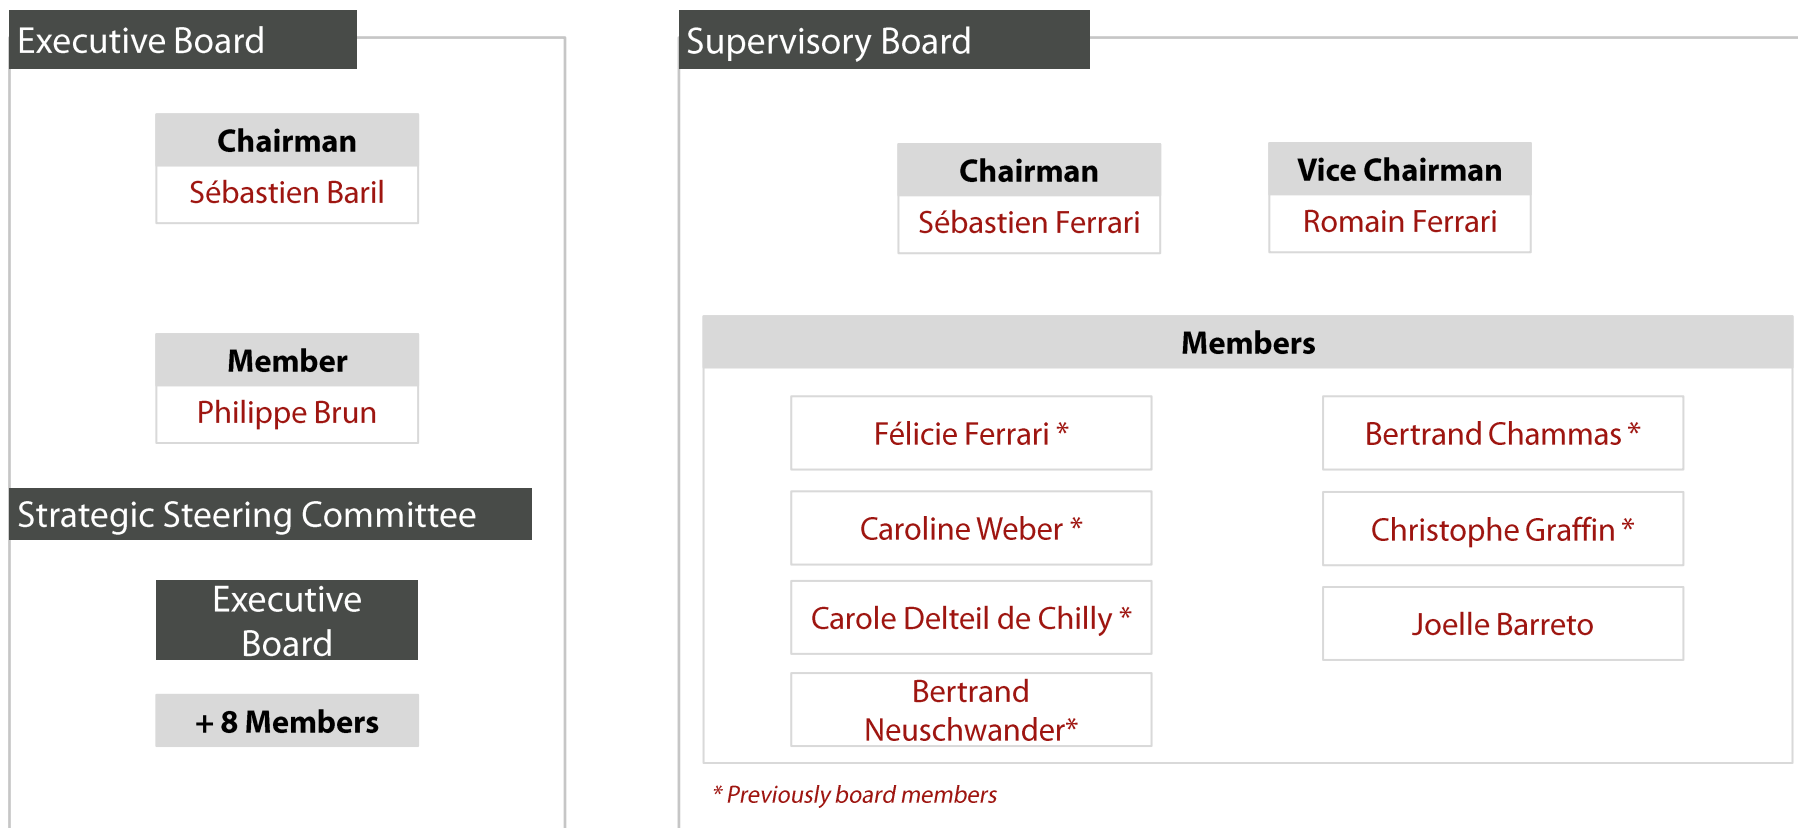 Executive Board
Chairman
Sébastien Baril
Member
Philippe Brun
Strategic Steering Committee
Executive
Board
+ 8 Members
Supervisory Board
Chairman
Sébastien Ferrari
Vice Chairman
Romain Ferrari
Members
Félicie Ferrari *
Bertrand Chammas *
Caroline Weber *
Christophe Graffin *
Carole Delteil de Chilly *
Joelle Barreto
Bertrand
Neuschwander*
* Previously board members